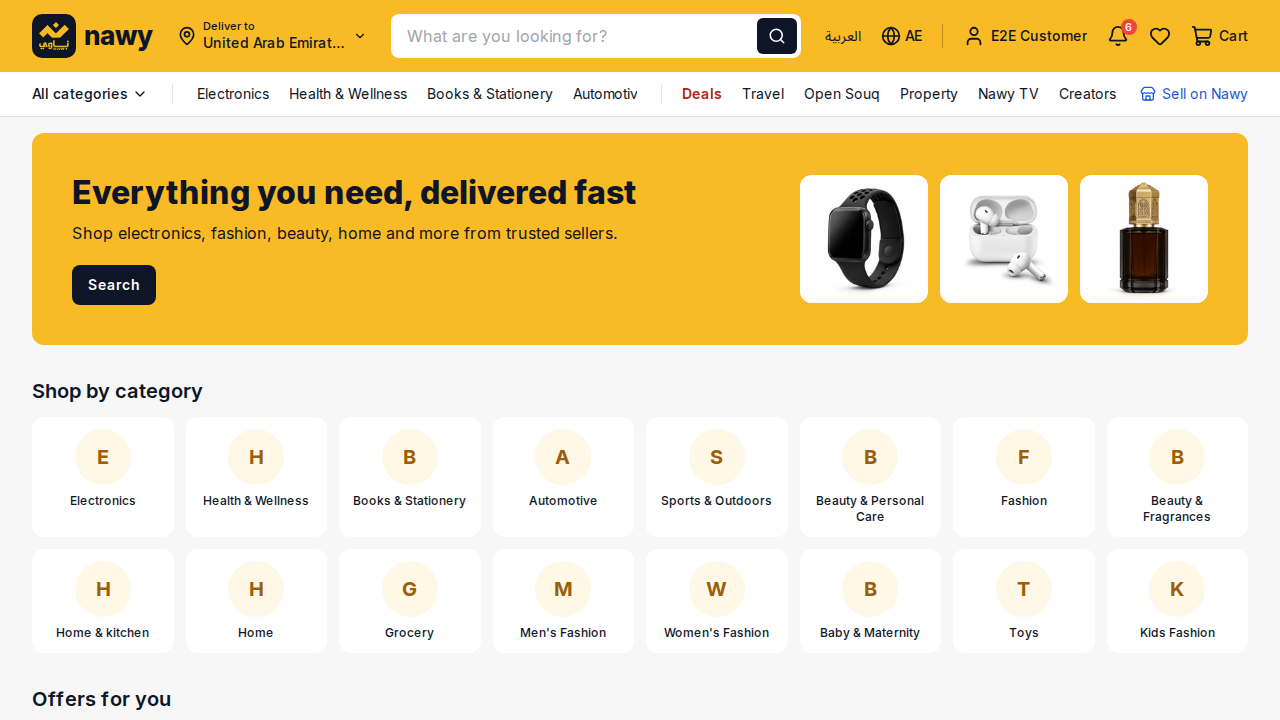 ناوي
NAWY
nawy
Deliver to
United Arab Emirat...
What are you looking for?
العربية
AE
E2E Customer
6
Cart
All categories
Electronics
Health & Wellness
Books & Stationery
Automotiv
Deals
Travel
Open Souq
Property
Nawy TV
Creators
Sell on Nawy
Everything you need, delivered fast
Shop electronics, fashion, beauty, home and more from trusted sellers.
Search
Shop by category
E
H
B
A
S
B
F
B
Electronics
Health & Wellness
Books & Stationery
Automotive
Sports & Outdoors
Beauty & Personal
Care
Fashion
Beauty &
Fragrances
H
H
G
M
W
B
T
K
Home & kitchen
Home
Grocery
Men's Fashion
Women's Fashion
Baby & Maternity
Toys
Kids Fashion
Offers for you